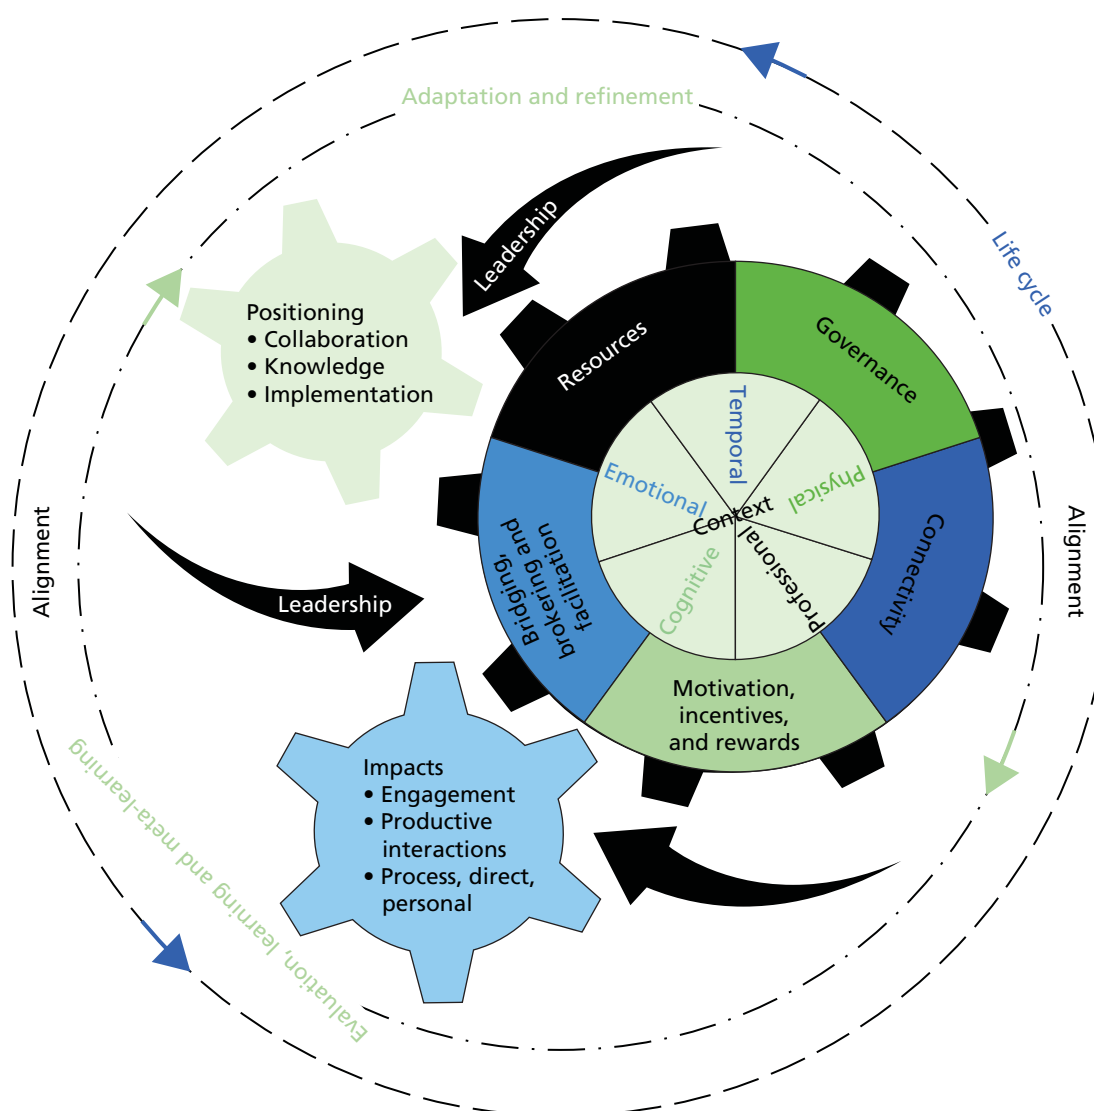 Adaptation and refinement
Life cycle
Leadership
Positioning
• Collaboration
• Knowledge
• Implementation
Resources
Governance
Temporal
Emotional
Physical
Context
Cognitive
Professional
Bridging,
brokering and
facilitation
Connectivity
Alignment
Alignment
Leadership
Motivation,
incentives,
and rewards
Impacts
• Engagement
• Productive
interactions
• Process, direct,
personal
Evaluation, learning and meta-learning